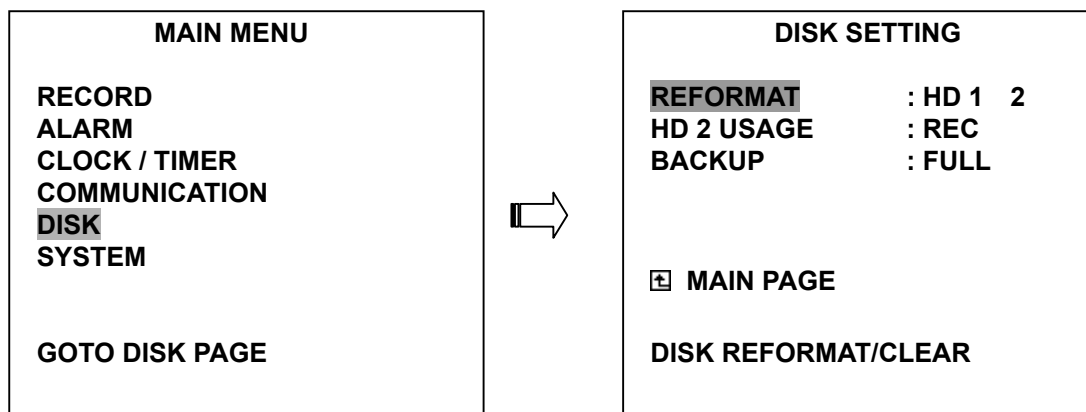 MAIN MENU
RECORD
ALARM
CLOCK / TIMER
COMMUNICATION
DISK
SYSTEM
GOTO DISK PAGE
DISK SETTING
REFORMAT : HD 1 2
HD 2 USAGE : REC
BACKUP : FULL
MAIN PAGE
DISK REFORMAT/CLEAR